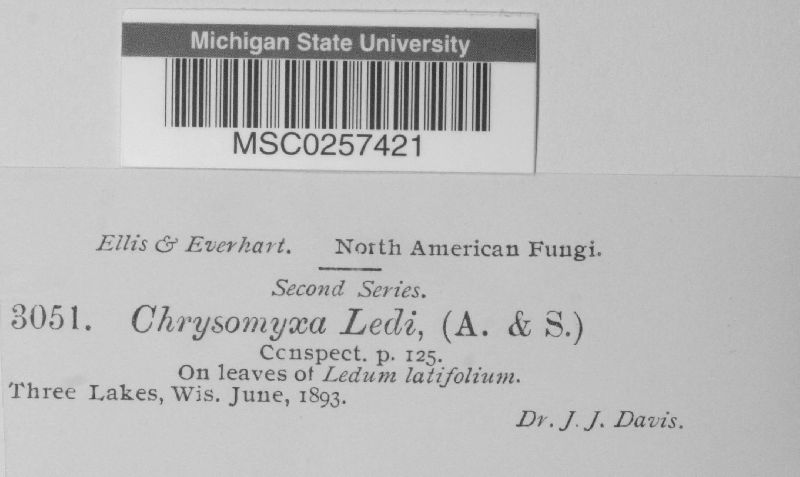 Michigan State University
MSC0257421
Ellis & Everhart. North American Fungi.
Second Series.
3051. Chrysomyxa Ledi, (A. & S.)
Ccnspect. p. 125.
On leaves of Ledum latifolium.
Three Lakes, Wis. June, 1893.
Dr. J. J. Davis.